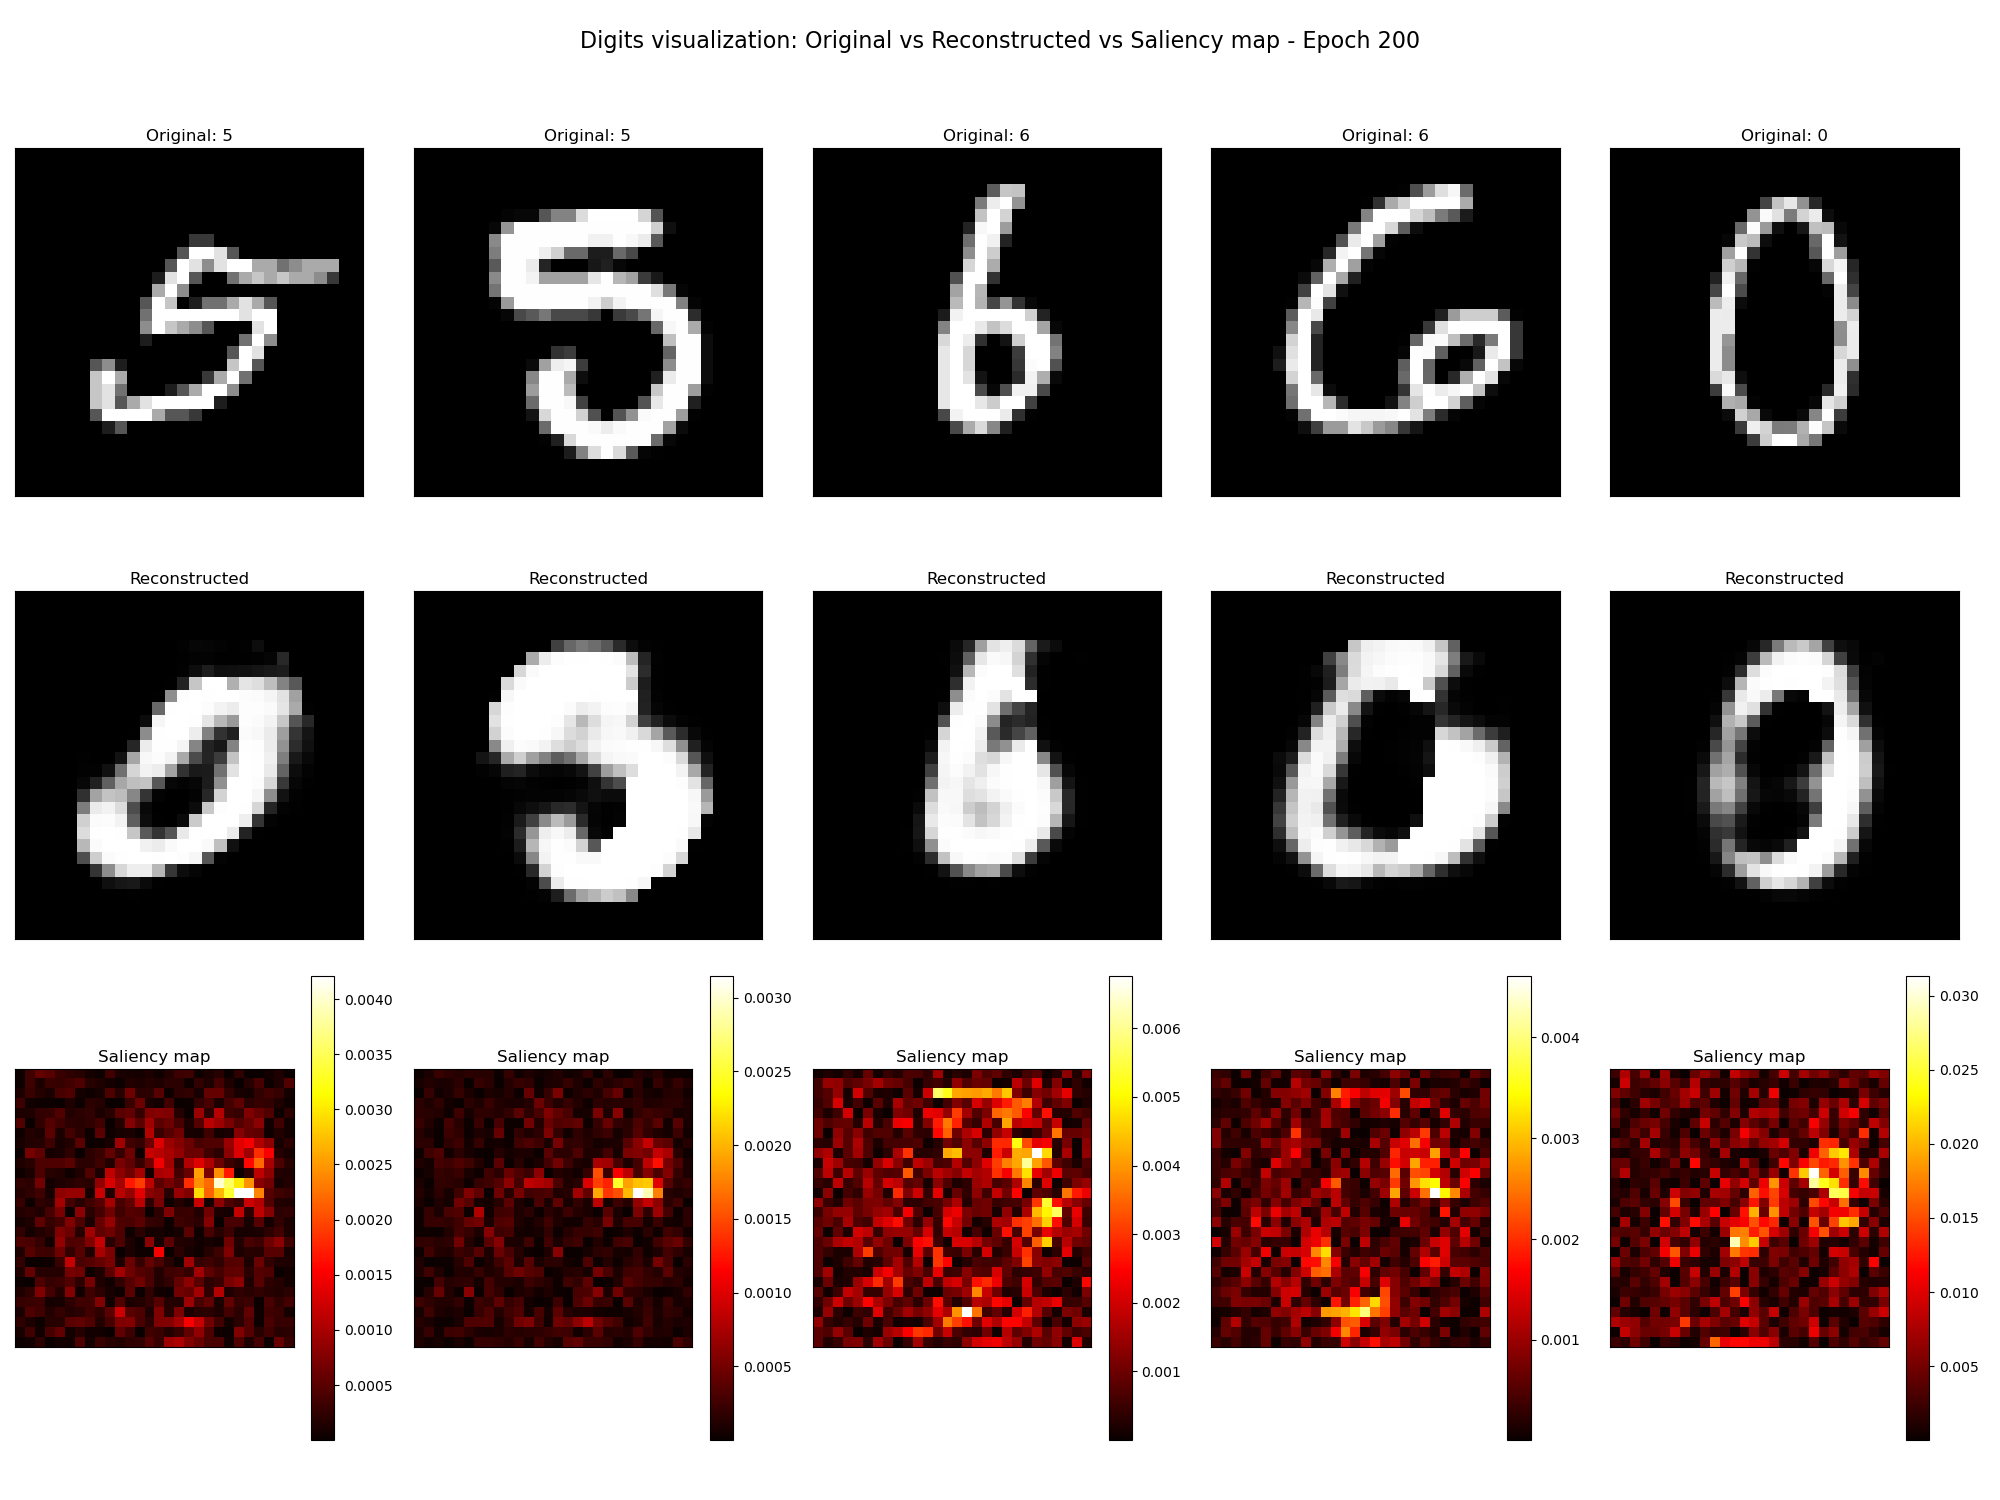 Digits visualization: Original vs Reconstructed vs Saliency map - Epoch 200
Original: 5
Original: 5
Original: 6
Original: 6
Original: 0
5
5
6
6
0
Reconstructed
Reconstructed
Reconstructed
Reconstructed
Reconstructed
Saliency map
0.0040
0.0035
0.0030
0.0025
0.0020
0.0015
0.0010
0.0005
Saliency map
0.0030
0.0025
0.0020
0.0015
0.0010
0.0005
Saliency map
0.006
0.005
0.004
0.003
0.002
0.001
Saliency map
0.004
0.003
0.002
0.001
Saliency map
0.030
0.025
0.020
0.015
0.010
0.005